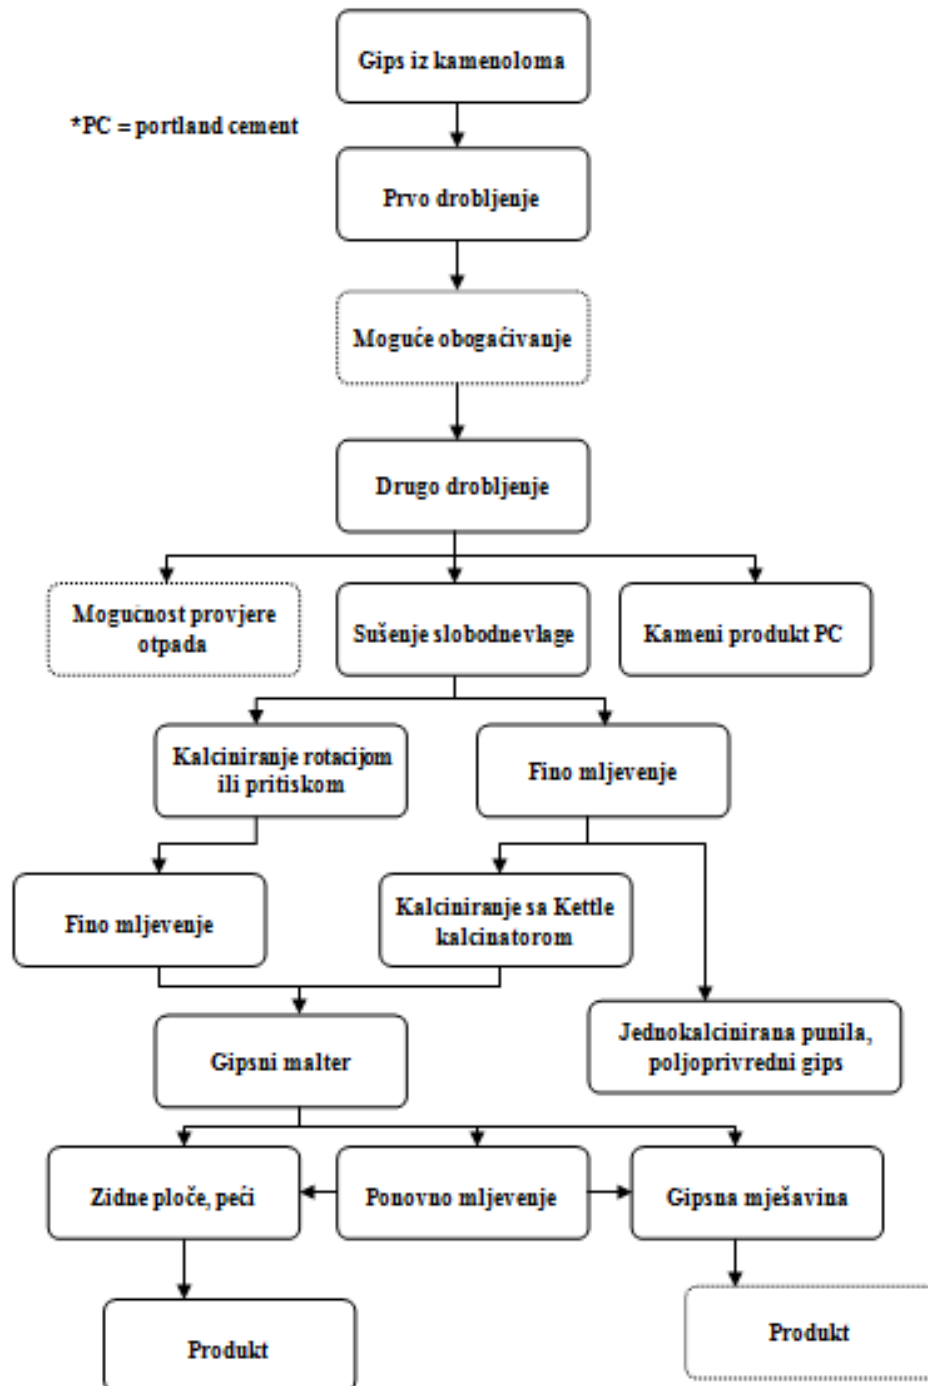 Gips iz kamenoloma
*PC = portland cement
Prvo drobljenje
Moguće obogaćivanje
Drugo drobljenje
Mogućnost provjere
otpada
Sušenje slobodne vlage
Kameni produkt PC
Kalciniranje rotacijom
ili pritiskom
Fino mljevenje
Fino mljevenje
Kalciniranje sa Kettle
kalcinatorom
Jednokalcinirana punila,
poljoprivredni gips
Gipsni malter
Zidne ploče, peći
Ponovno mljevenje
Gipsna mješavina
Produkt
Produkt